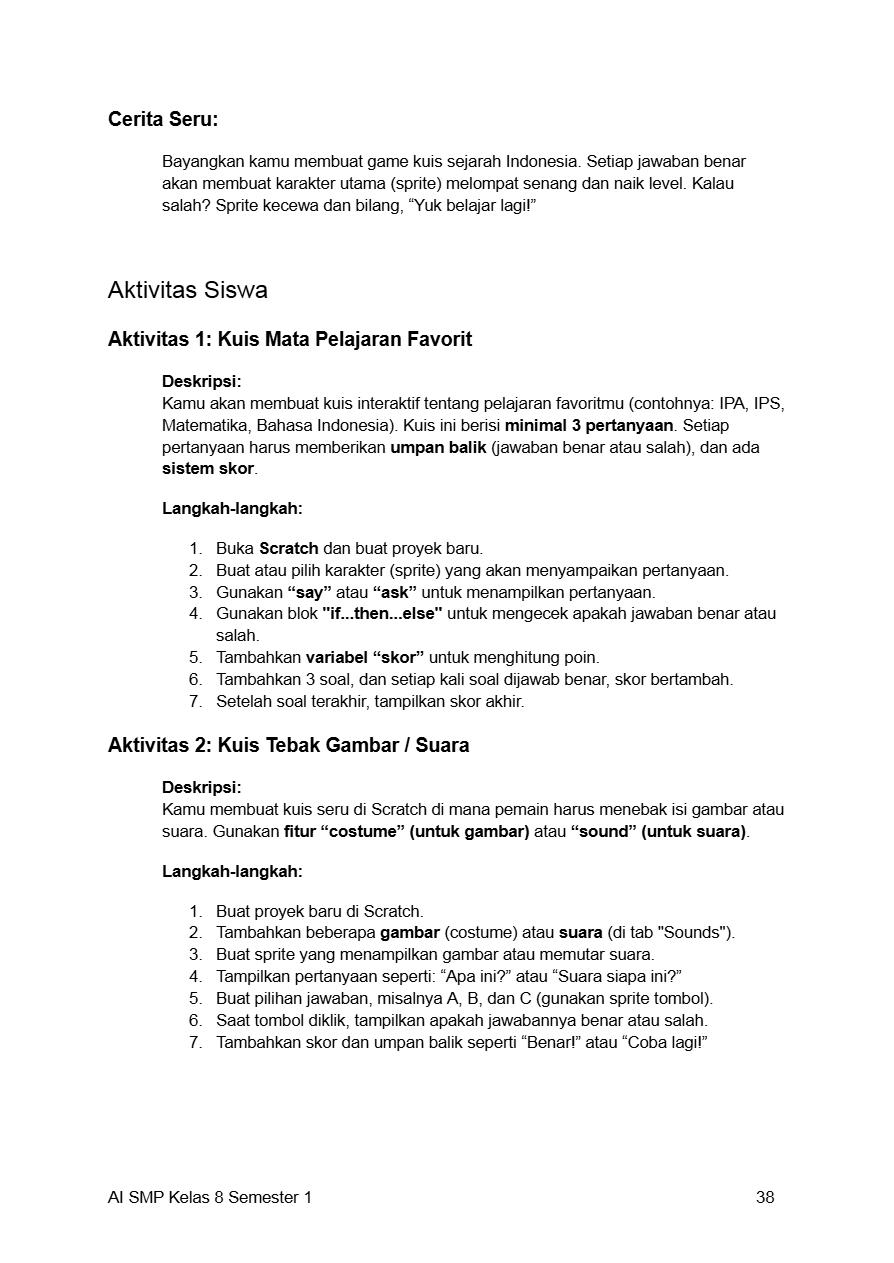 Cerita Seru:
Bayangkan kamu membuat game kuis sejarah Indonesia. Setiap jawaban benar
akan membuat karakter utama (sprite) melompat senang dan naik level. Kalau
salah? Sprite kecewa dan bilang, “Yuk belajar lagi!”
Aktivitas Siswa
Aktivitas 1: Kuis Mata Pelajaran Favorit
Deskripsi:
Kamu akan membuat kuis interaktif tentang pelajaran favoritmu (contohnya: IPA, IPS,
Matematika, Bahasa Indonesia). Kuis ini berisi minimal 3 pertanyaan. Setiap
pertanyaan harus memberikan umpan balik (jawaban benar atau salah), dan ada
sistem skor.
Langkah-langkah:
1. Buka Scratch dan buat proyek baru.
2. Buat atau pilih karakter (sprite) yang akan menyampaikan pertanyaan.
3. Gunakan “say” atau “ask” untuk menampilkan pertanyaan.
4. Gunakan blok "if...then...else" untuk mengecek apakah jawaban benar atau
salah.
5. Tambahkan variabel “skor” untuk menghitung poin.
6. Tambahkan 3 soal, dan setiap kali soal dijawab benar, skor bertambah.
7. Setelah soal terakhir, tampilkan skor akhir.
Aktivitas 2: Kuis Tebak Gambar / Suara
Deskripsi:
Kamu membuat kuis seru di Scratch di mana pemain harus menebak isi gambar atau
suara. Gunakan fitur “costume” (untuk gambar) atau “sound” (untuk suara).
Langkah-langkah:
1. Buat proyek baru di Scratch.
2. Tambahkan beberapa gambar (costume) atau suara (di tab "Sounds").
3. Buat sprite yang menampilkan gambar atau memutar suara.
4. Tampilkan pertanyaan seperti: “Apa ini?” atau “Suara siapa ini?”
5. Buat pilihan jawaban, misalnya A, B, dan C (gunakan sprite tombol).
6. Saat tombol diklik, tampilkan apakah jawabannya benar atau salah.
7. Tambahkan skor dan umpan balik seperti “Benar!” atau “Coba lagi!”
AI SMP Kelas 8 Semester 1 38